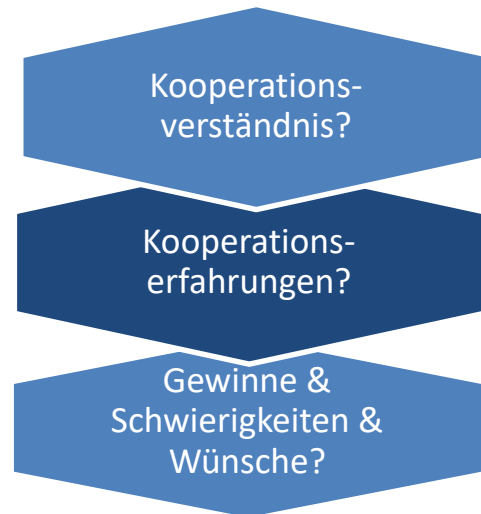 Kooperations-
verständnis?
Kooperations-
erfahrungen?
Gewinne &
Schwierigkeiten &
Wünsche?